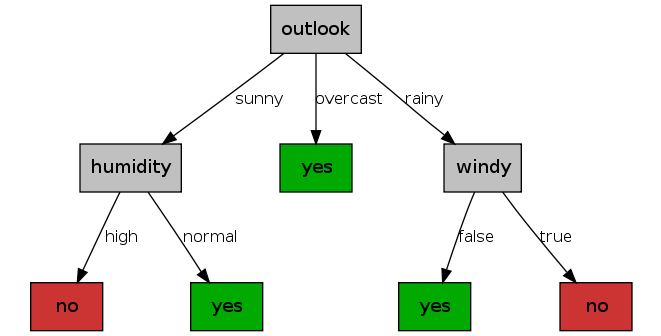 outlook
sunny
overcast
rainy
humidity
yes
windy
high
normal
false
true
no
yes
yes
no